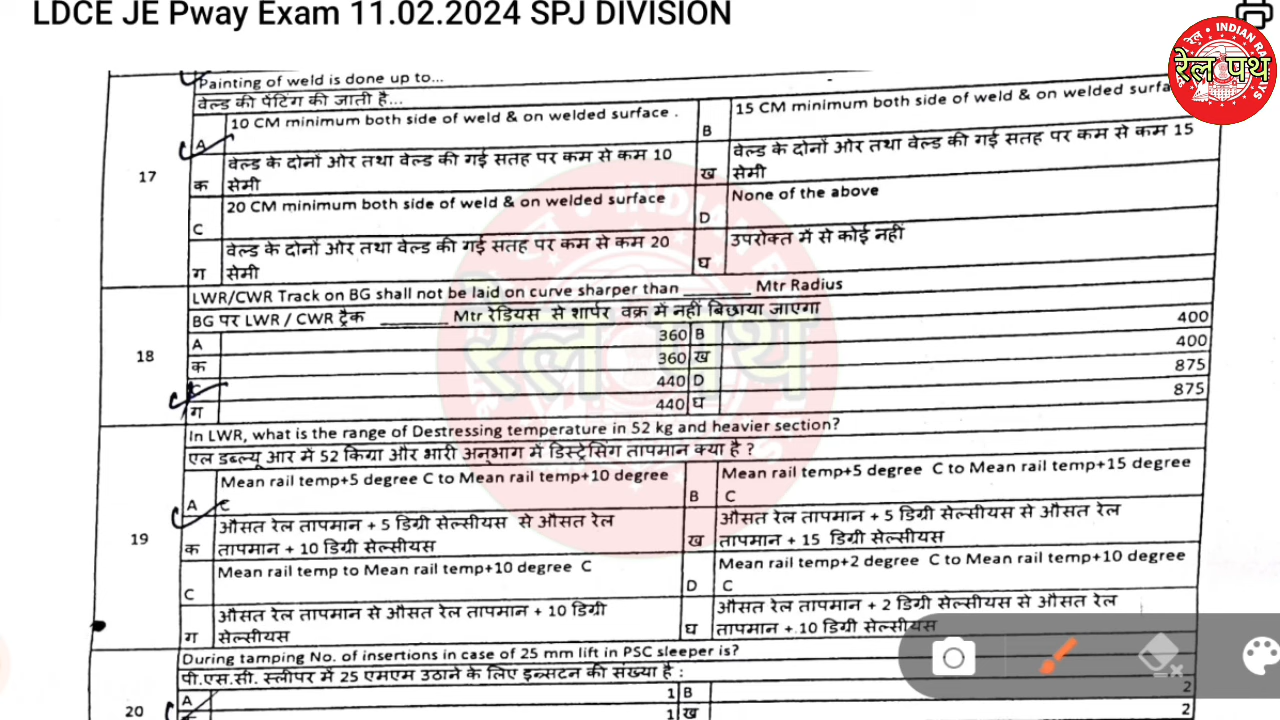 LDCE JE Pway Exam 11.02.2024 SPJ DIVISION
INDIAN
रेल पथ
Painting of weld is done up to...
वेल्ड की पेंटिंग की जाती है...
17
A
10 CM minimum both side of weld & on welded surface .
B
15 CM minimum both side of weld & on welded surfa
क
वेल्ड के दोनों ओर तथा वेल्ड की गई सतह पर कम से कम 10
सेमी
ख
वेल्ड के दोनों ओर तथा वेल्ड की गई सतह पर कम से कम 15
सेमी
C
20 CM minimum both side of weld & on welded surface
D
None of the above
ग
वेल्ड के दोनों ओर तथा वेल्ड की गई सतह पर कम से कम 20
सेमी
घ
उपरोक्त में से कोई नहीं
18
LWR/CWR Track on BG shall not be laid on curve sharper than ______ Mtr Radius
BG पर LWR / CWR ट्रैक ______ Mtr रेडियस से शार्पर वक्र में नहीं बिछाया जाएगा
A 360 B 400
क 360 ख 400
440 D 875
ग 440 घ 875
19
In LWR, what is the range of Destressing temperature in 52 kg and heavier section?
एल डब्ल्यू आर में 52 किग्रा और भारी अनुभाग में डिस्ट्रेसिंग तापमान क्या है ?
A
Mean rail temp+5 degree C to Mean rail temp+10 degree
C
B
Mean rail temp+5 degree C to Mean rail temp+15 degree
C
क
औसत रेल तापमान + 5 डिग्री सेल्सीयस से औसत रेल
तापमान + 10 डिग्री सेल्सीयस
ख
औसत रेल तापमान + 5 डिग्री सेल्सीयस से औसत रेल
तापमान + 15 डिग्री सेल्सीयस
C
Mean rail temp to Mean rail temp+10 degree C
D
Mean rail temp+2 degree C to Mean rail temp+10 degree
C
ग
औसत रेल तापमान से औसत रेल तापमान + 10 डिग्री
सेल्सीयस
घ
औसत रेल तापमान + 2 डिग्री सेल्सीयस से औसत रेल
तापमान + 10 डिग्री सेल्सीयस
20
During tamping No. of insertions in case of 25 mm lift in PSC sleeper is?
पी.एस.सी. स्लीपर में 25 एमएम उठाने के लिए इन्सटन की संख्या है :
A 1 B 2
1 ख 2